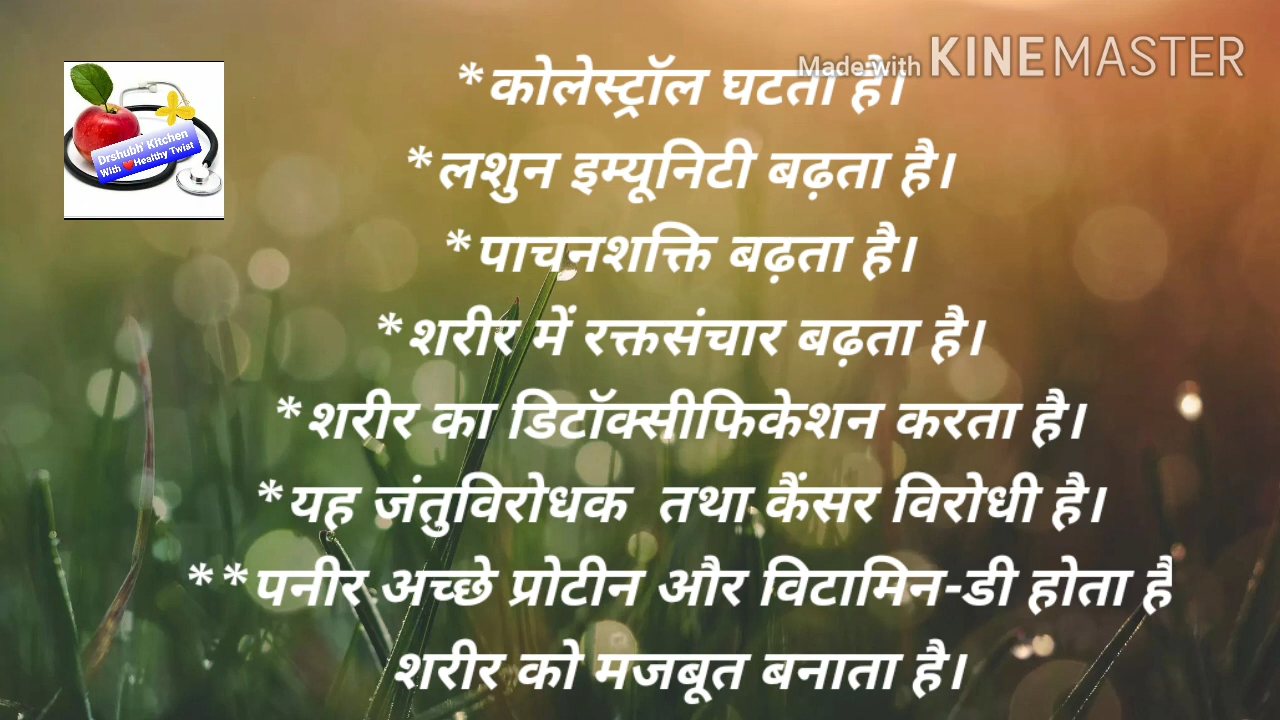 Made with KINEMASTER
Drshubh' Kitchen
With ❤Healthy Twist
*कोलेस्ट्रॉल घटता है।
*लशुन इम्यूनिटी बढ़ता है।
*पाचनशक्ति बढ़ता है।
*शरीर में रक्तसंचार बढ़ता है।
*शरीर का डिटॉक्सीफिकेशन करता है।
*यह जंतुविरोधक तथा कैंसर विरोधी है।
**पनीर अच्छे प्रोटीन और विटामिन-डी होता है
शरीर को मजबूत बनाता है।